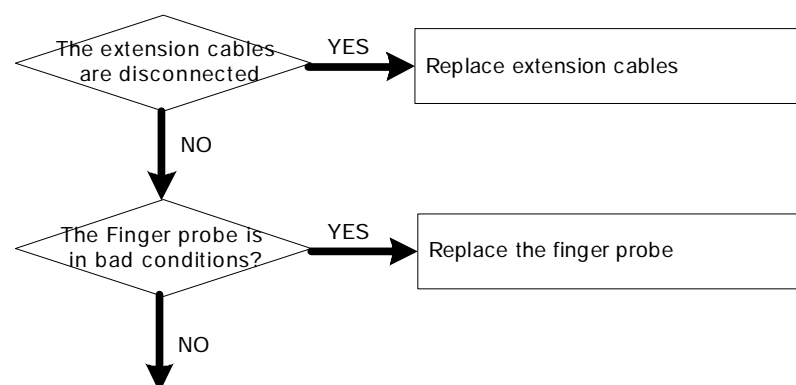 The extension cables
are disconnected
YES
Replace extension cables
NO
The Finger probe is
in bad conditions?
YES
Replace the finger probe
NO